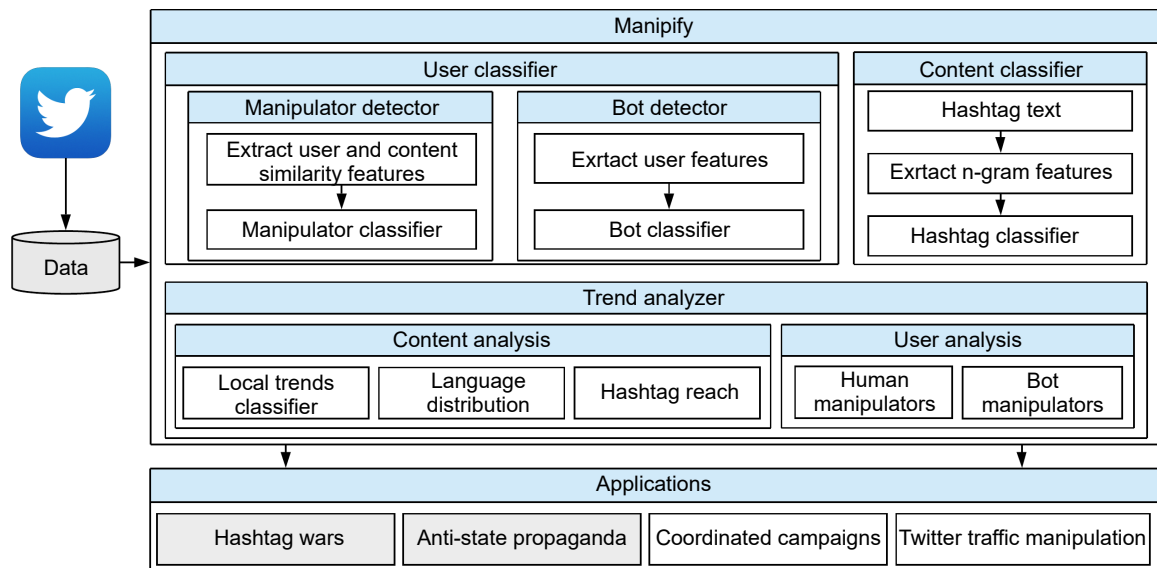 Manipify
User classifier
Content classifier
Manipulator detector
Bot detector
Extract user and content
similarity features
Manipulator classifier
Exrtact user features
Bot classifier
Hashtag text
Exrtact n-gram features
Hashtag classifier
Data
Trend analyzer
Content analysis
User analysis
Local trends
classifier
Language
distribution
Hashtag reach
Human
manipulators
Bot
manipulators
Applications
Hashtag wars
Anti-state propaganda
Coordinated campaigns
Twitter traffic manipulation